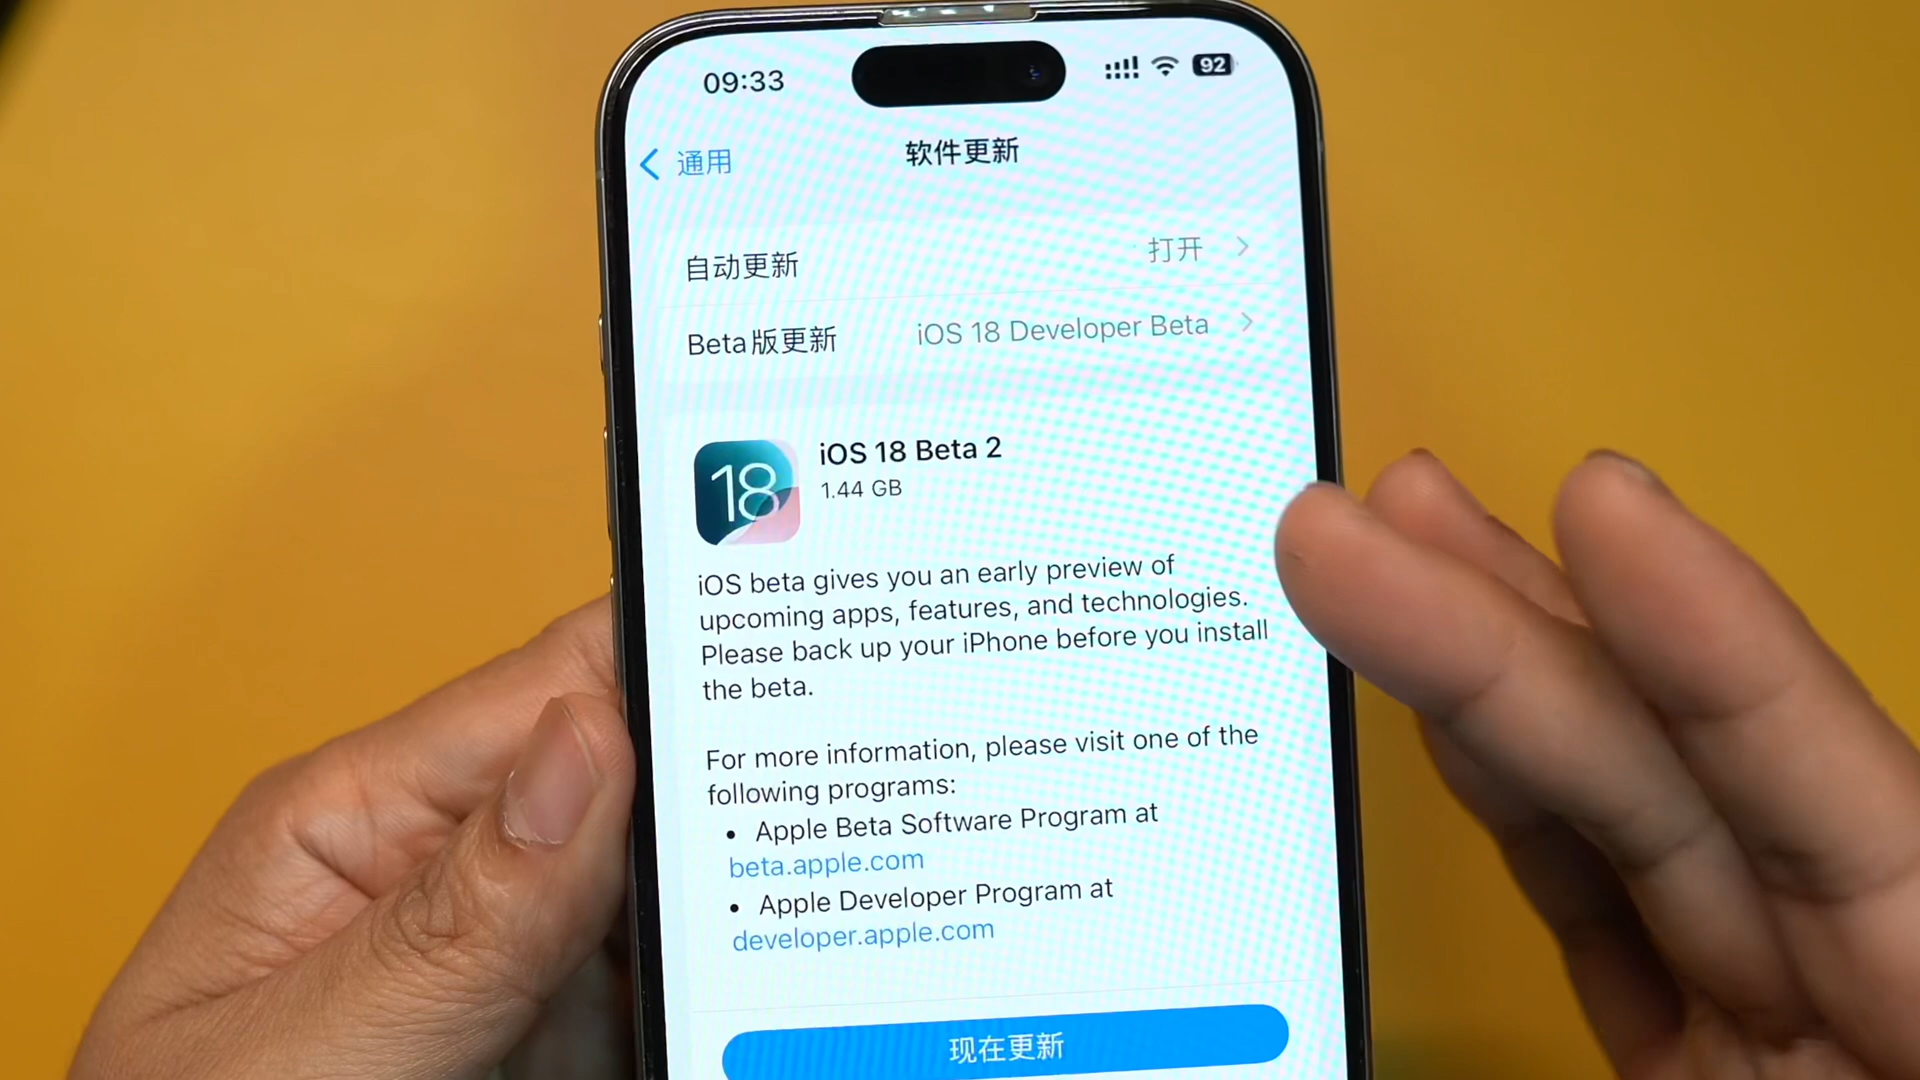 09:33
92
通用
软件更新
自动更新
打开
Beta版更新
iOS 18 Developer Beta
18
iOS 18 Beta 2
1.44 GB
iOS beta gives you an early preview of
upcoming apps, features, and technologies.
Please back up your iPhone before you install
the beta.
For more information, please visit one of the
following programs:
• Apple Beta Software Program at
beta.apple.com
• Apple Developer Program at
developer.apple.com
现在更新